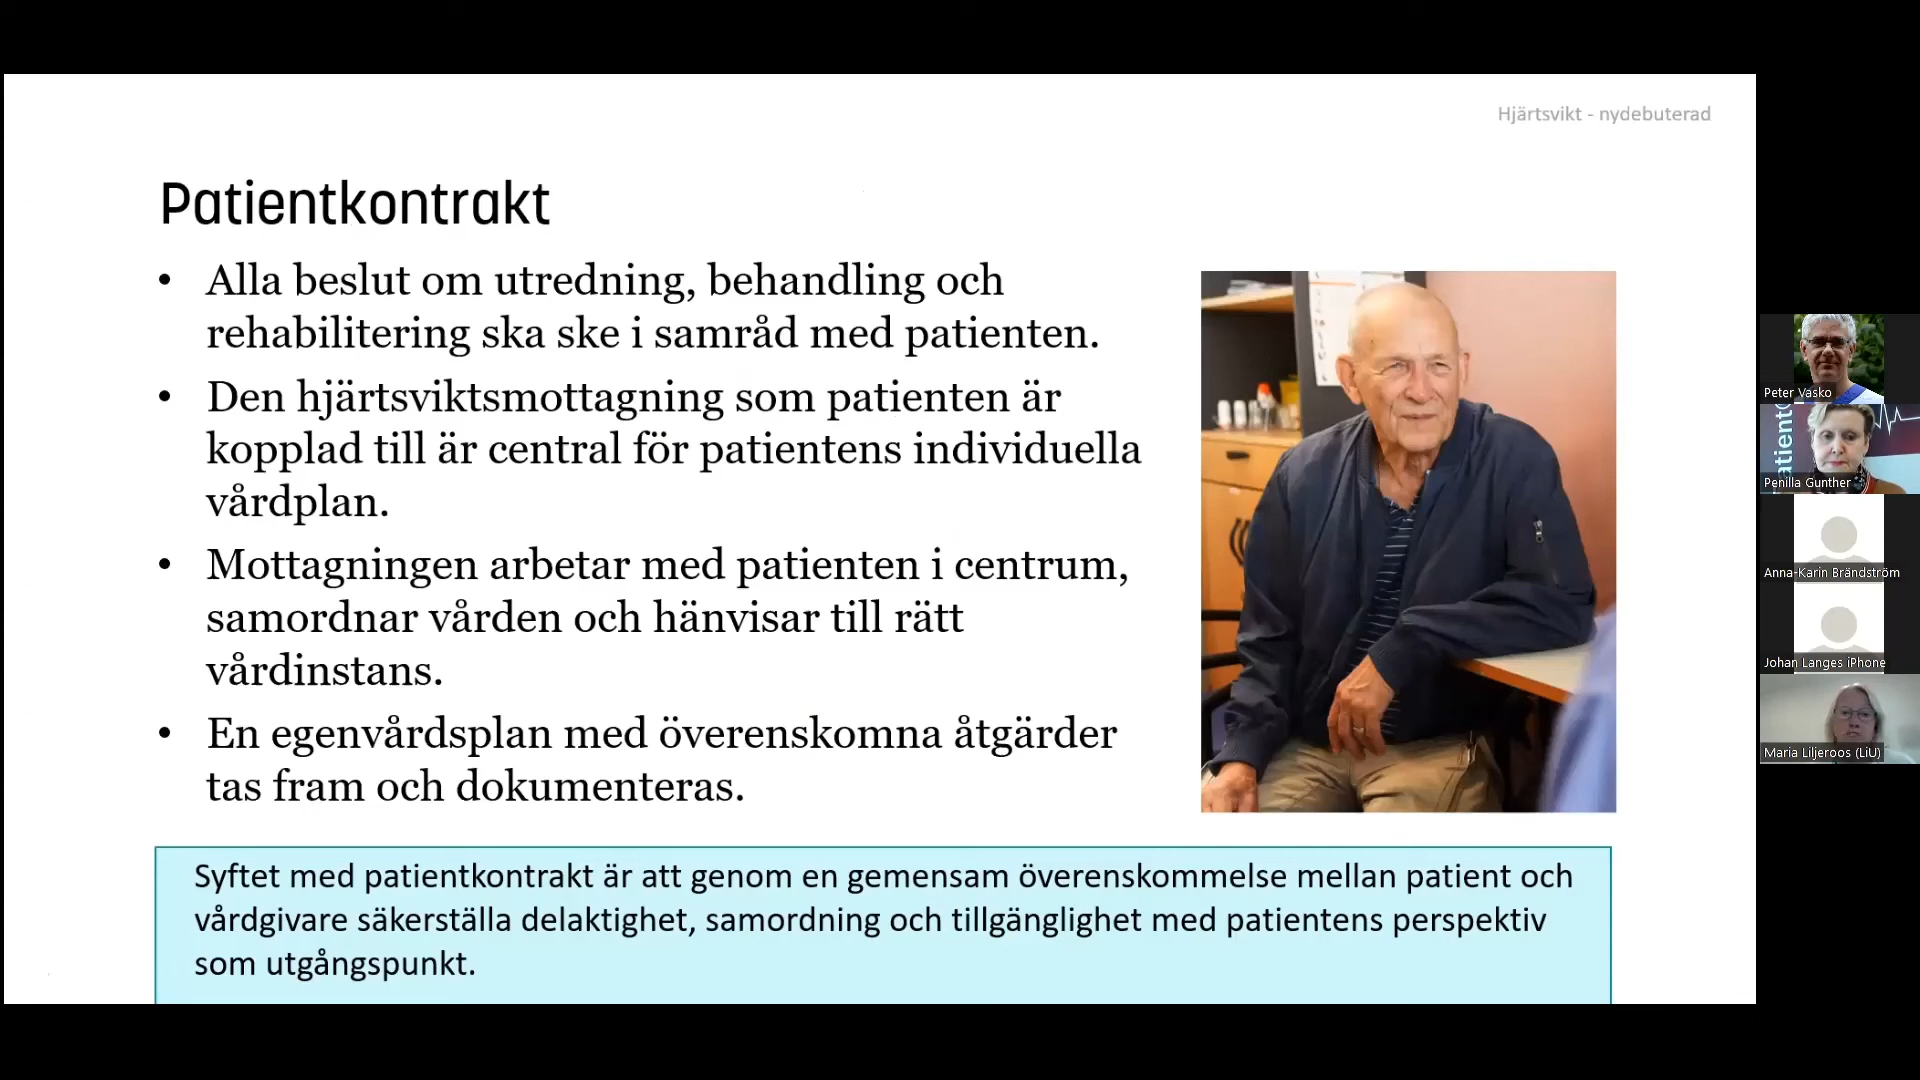 Hjärtsvikt - nydebuterad
Patientkontrakt
• Alla beslut om utredning, behandling och
rehabilitering ska ske i samråd med patienten.
• Den hjärtsviktsmottagning som patienten är
kopplad till är central för patientens individuella
vårdplan.
• Mottagningen arbetar med patienten i centrum,
samordnar vården och hänvisar till rätt
vårdinstans.
• En egenvårdsplan med överenskomna åtgärder
tas fram och dokumenteras.
Syftet med patientkontrakt är att genom en gemensam överenskommelse mellan patient och
vårdgivare säkerställa delaktighet, samordning och tillgänglighet med patientens perspektiv
som utgångspunkt.
Peter Vasko
Penilla Gunther
Anna-Karin Brändström
Johan Langes iPhone
Maria Liljeroos (LiU)